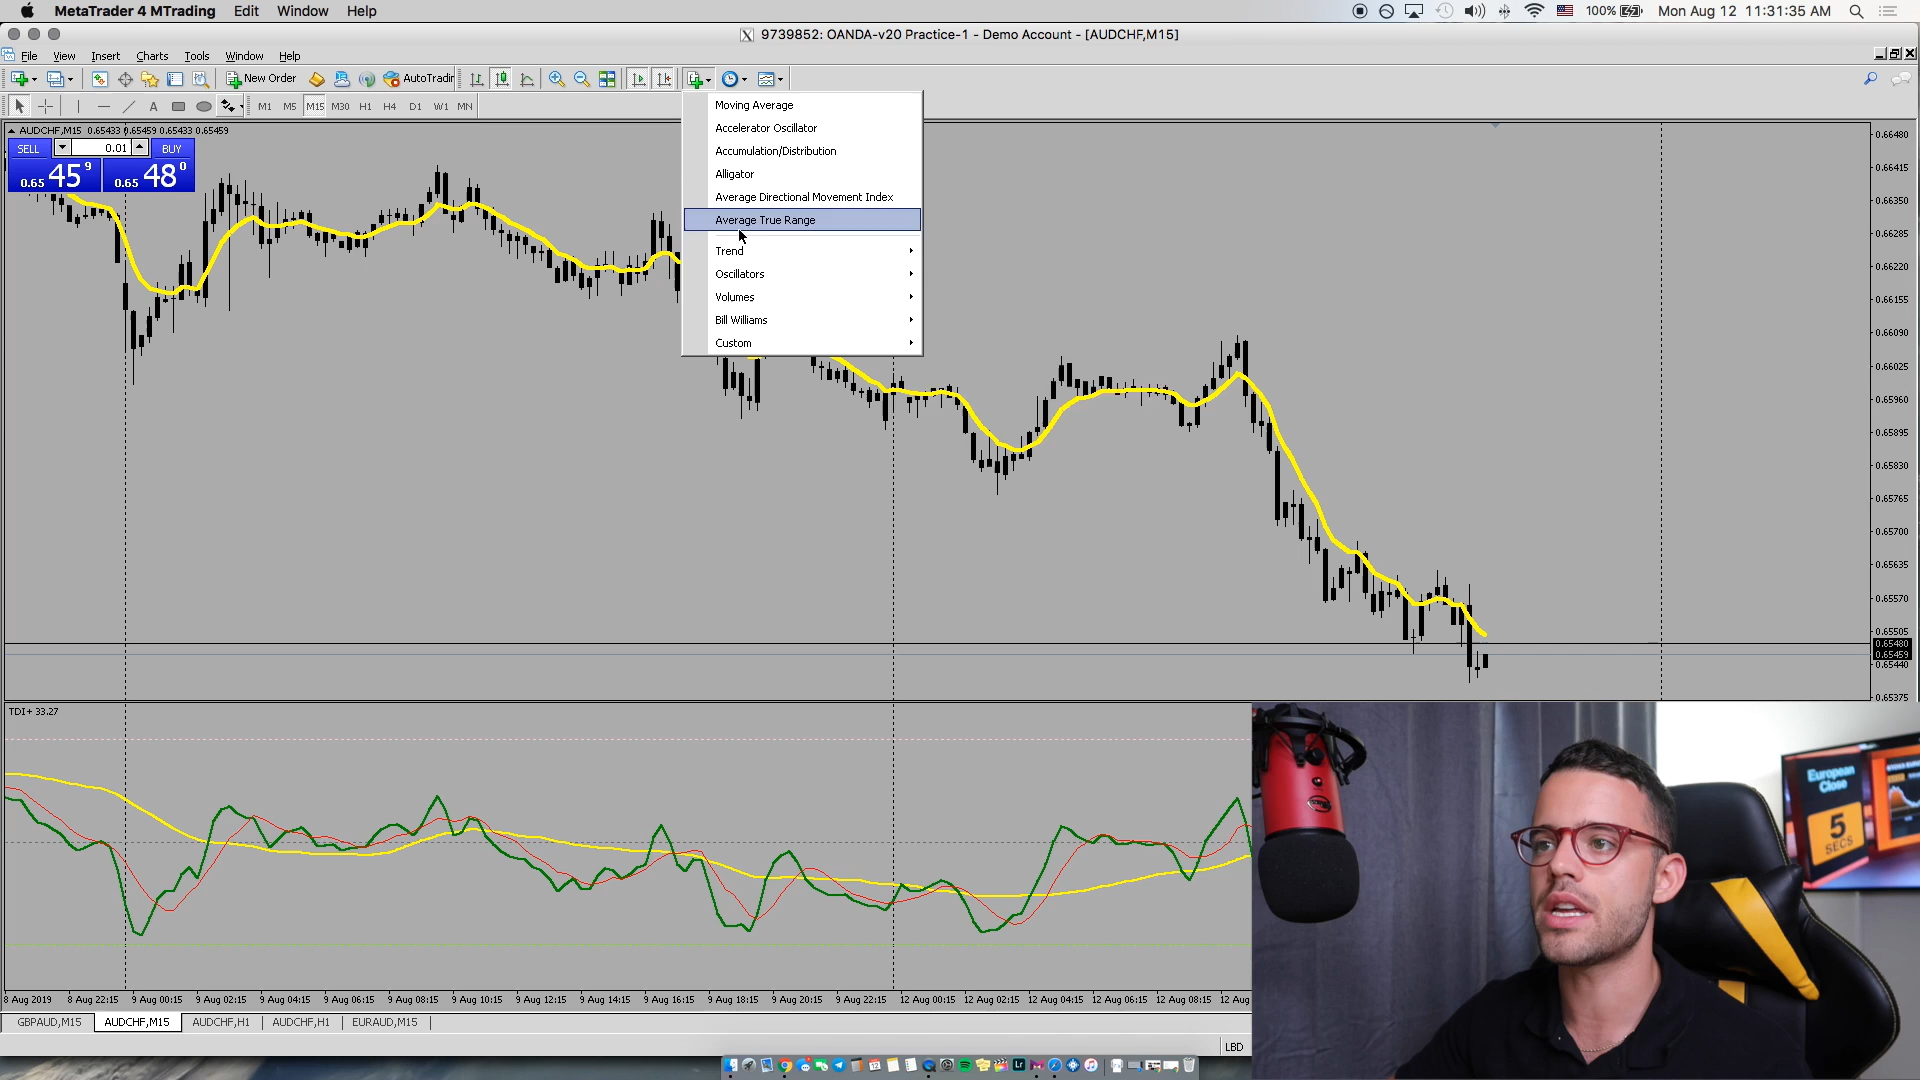 MetaTrader 4 MTrading Edit Window Help 100% Mon Aug 12 11:31:35 AM
9739852: OANDA-v20 Practice-1 - Demo Account - [AUDCHF,M15]
File View Insert Charts Tools Window Help
New Order AutoTradin
A M1 M5 M15 M30 H1 H4 D1 W1 MN
AUDCHF,M15 0.65433 0.65459 0.65433 0.65459
SELL 0.01 BUY
0.65 45 9 0.65 48 0
Moving Average
Accelerator Oscillator
Accumulation/Distribution
Alligator
Average Directional Movement Index
Average True Range
Trend
Oscillators
Volumes
Bill Williams
Custom
0.66480
0.66415
0.66350
0.66285
0.66220
0.66155
0.66090
0.66025
0.65960
0.65895
0.65830
0.65765
0.65700
0.65635
0.65570
0.65505
0.65480
0.65459
0.65440
0.65375
TDI+ 33.27
European
Close
5
SECS
8 Aug 2019 8 Aug 22:15 9 Aug 00:15 9 Aug 02:15 9 Aug 04:15 9 Aug 06:15 9 Aug 08:15 9 Aug 10:15 9 Aug 12:15 9 Aug 14:15 9 Aug 16:15 9 Aug 18:15 9 Aug 20:15 9 Aug 22:15 12 Aug 00:15 12 Aug 02:15 12 Aug 04:15 12 Aug 06:15 12 Aug 08:15 12 Aug
GBPAUD,M15 AUDCHF,M15 AUDCHF,H1 AUDCHF,H1 EURAUD,M15
LBD